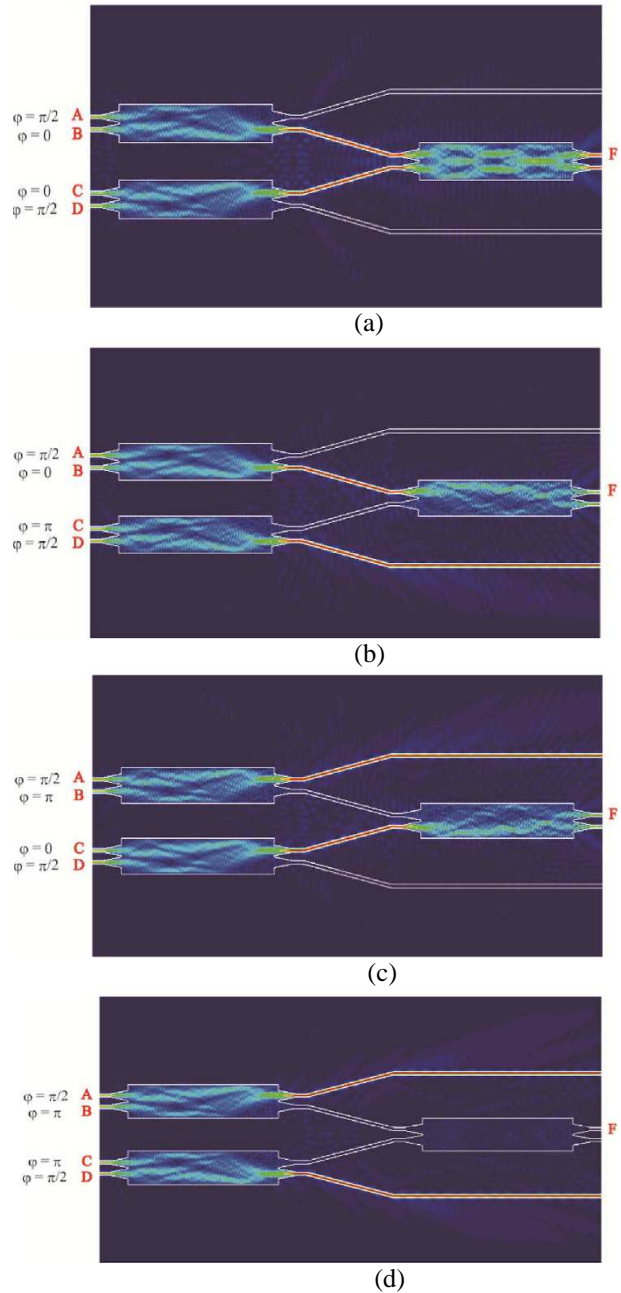 φ = π/2 A
φ = 0 B
F
φ = 0 C
φ = π/2 D
(a)
φ = π/2 A
φ = 0 B
F
φ = π C
φ = π/2 D
(b)
φ = π/2 A
φ = π B
F
φ = 0 C
φ = π/2 D
(c)
φ = π/2 A
φ = π B
F
φ = π C
φ = π/2 D
(d)